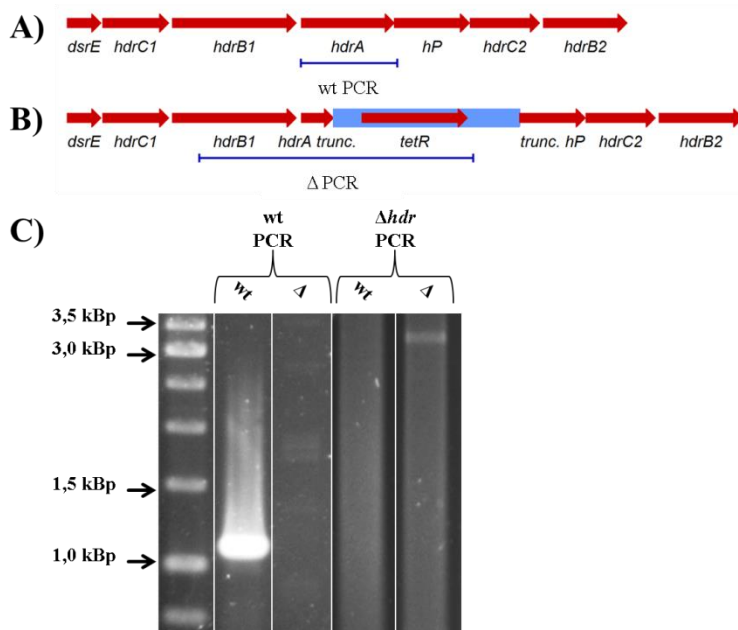 A)
dsrE hdrC1 hdrB1 hdrA hP hdrC2 hdrB2
wt PCR
B)
dsrE hdrC1 hdrB1 hdrA trunc. tetR trunc. hP hdrC2 hdrB2
Δ PCR
C)
wt PCR
Δhdr PCR
wt Δ wt Δ
3,5 kBp
3,0 kBp
1,5 kBp
1,0 kBp